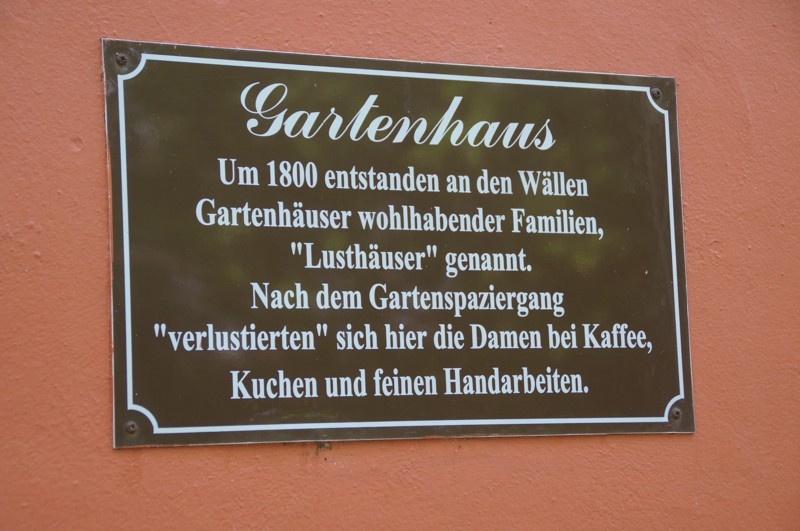 Gartenhaus
Um 1800 entstanden an den Wällen
Gartenhäuser wohlhabender Familien,
"Lusthäuser" genannt.
Nach dem Gartenspaziergang
"verlustierten" sich hier die Damen bei Kaffee,
Kuchen und feinen Handarbeiten.